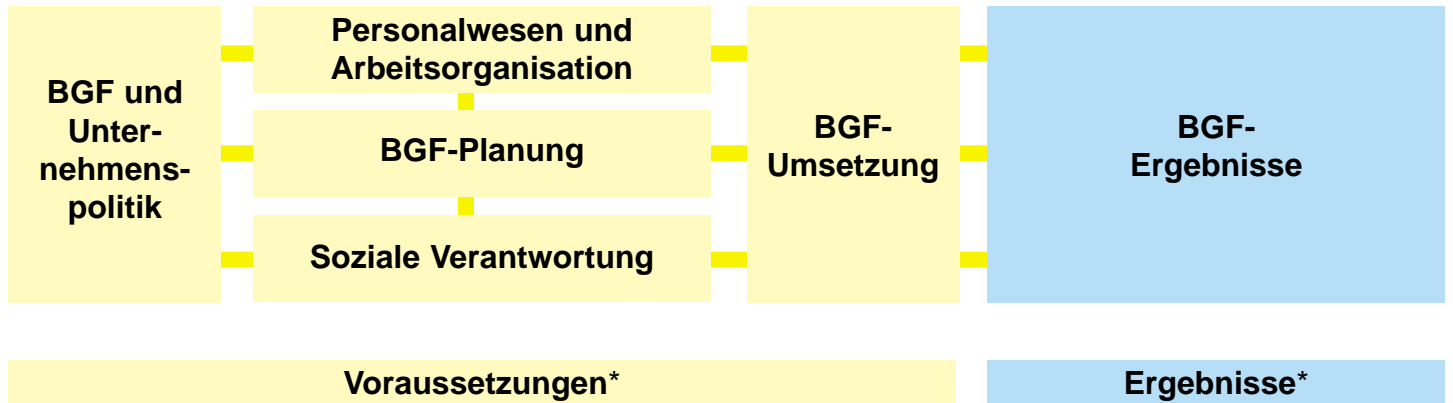 BGF und
Unter-
nehmens-
politik
Personalwesen und
Arbeitsorganisation
BGF-Planung
Soziale Verantwortung
BGF-
Umsetzung
BGF-
Ergebnisse
Voraussetzungen*
Ergebnisse*